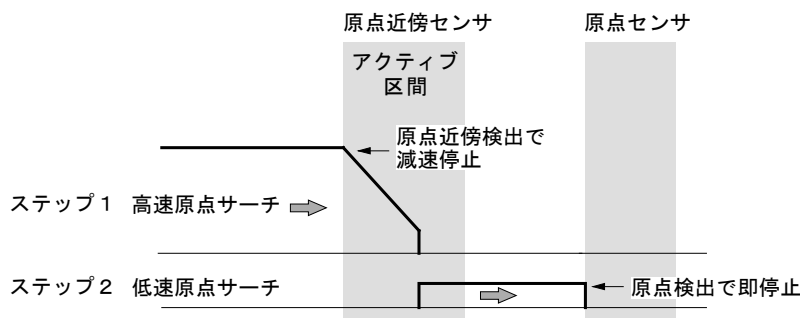 原点近傍センサ
原点センサ
アクティブ
区間
原点近傍検出で
減速停止
ステップ1 高速原点サーチ
ステップ2 低速原点サーチ
原点検出で即停止